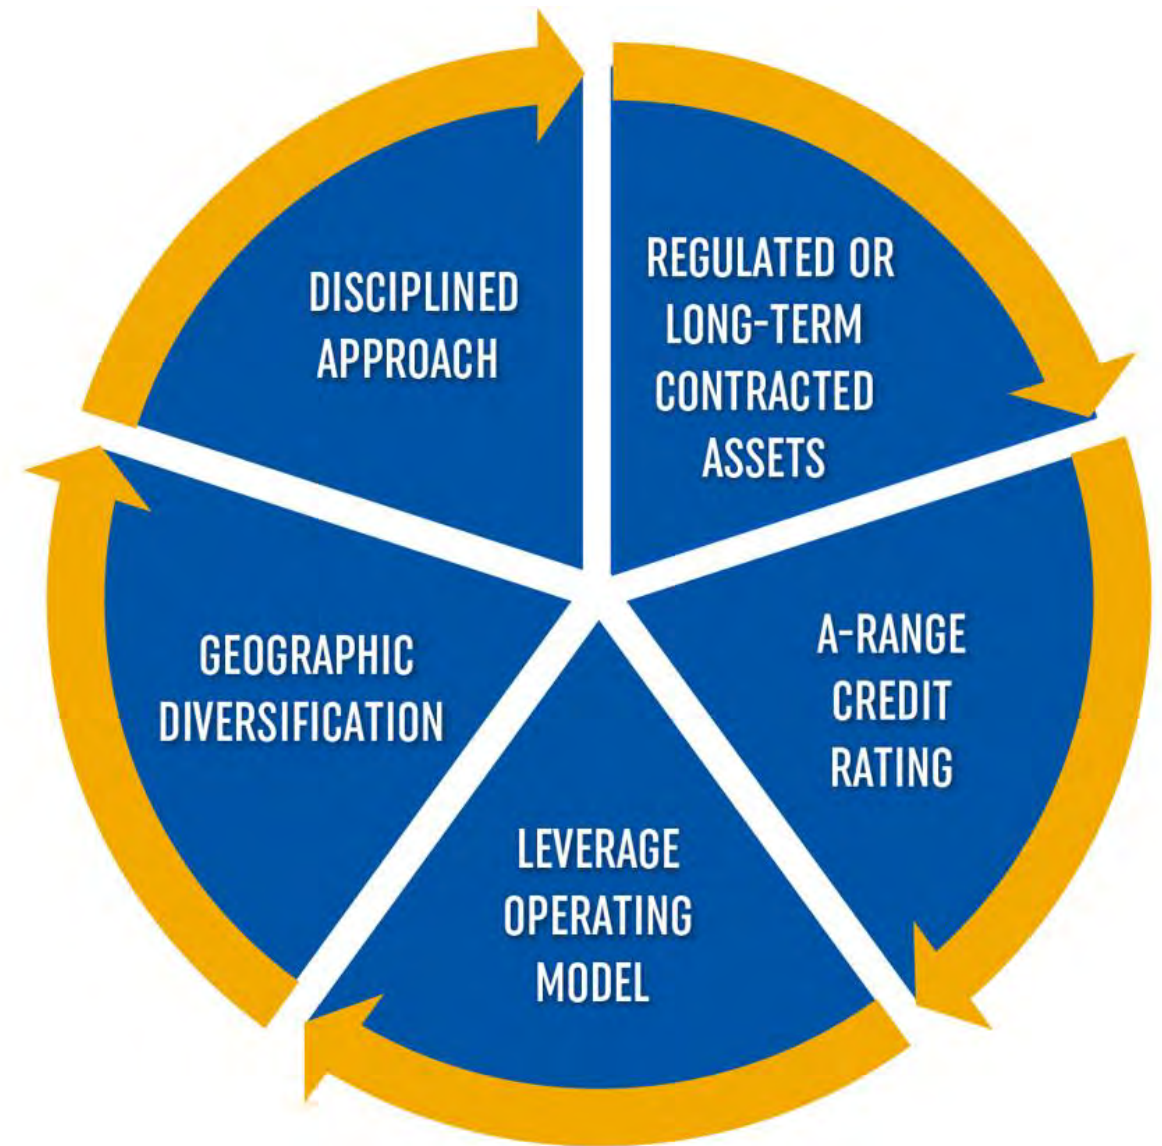 DISCIPLINED
APPROACH
REGULATED OR
LONG-TERM
CONTRACTED
ASSETS
A-RANGE
CREDIT
RATING
LEVERAGE
OPERATING
MODEL
GEOGRAPHIC
DIVERSIFICATION